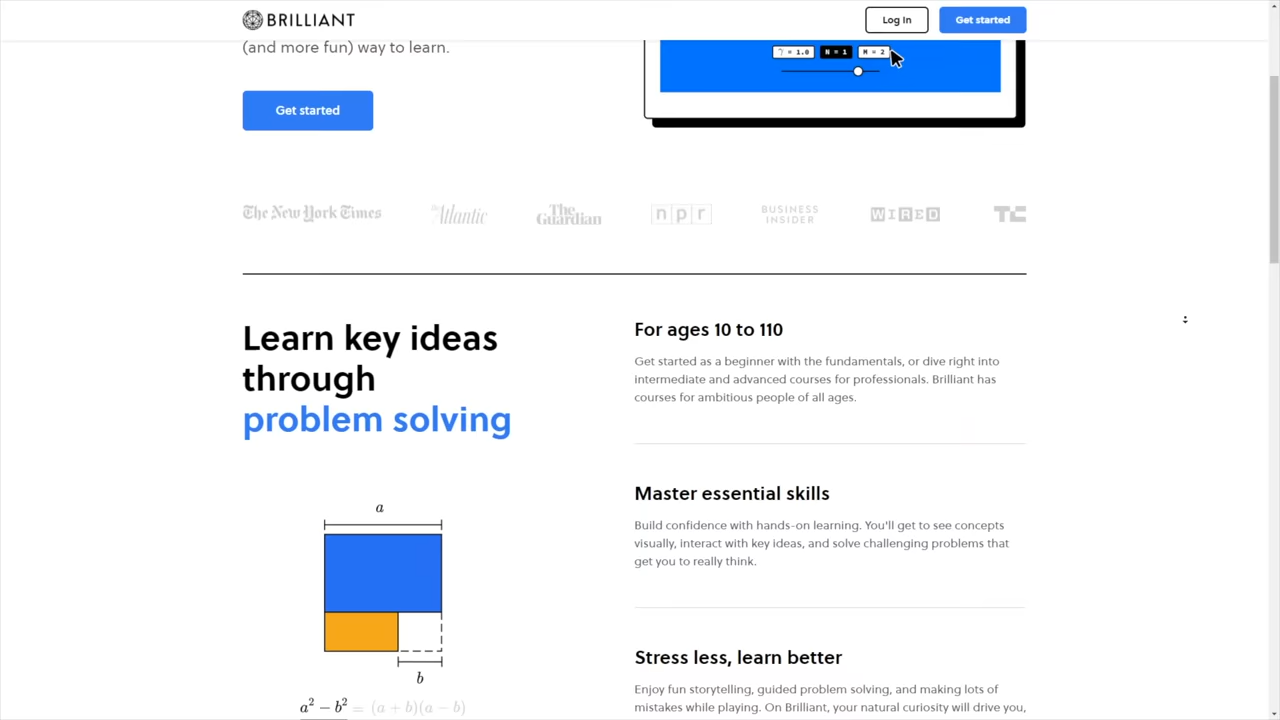 BRILLIANT
Log In
Get started
(and more fun) way to learn.
= 1.0
N = 1
M = 2
Get started
The New York Times
The Atlantic
The Guardian
npr
BUSINESS INSIDER
WIRED
TC
Learn key ideas
through
problem solving
For ages 10 to 110
Get started as a beginner with the fundamentals, or dive right into
intermediate and advanced courses for professionals. Brilliant has
courses for ambitious people of all ages.
Master essential skills
Build confidence with hands-on learning. You'll get to see concepts
visually, interact with key ideas, and solve challenging problems that
get you to really think.
a
b
a² − b² = (a + b)(a − b)
Stress less, learn better
Enjoy fun storytelling, guided problem solving, and making lots of
mistakes while playing. On Brilliant, your natural curiosity will drive you,